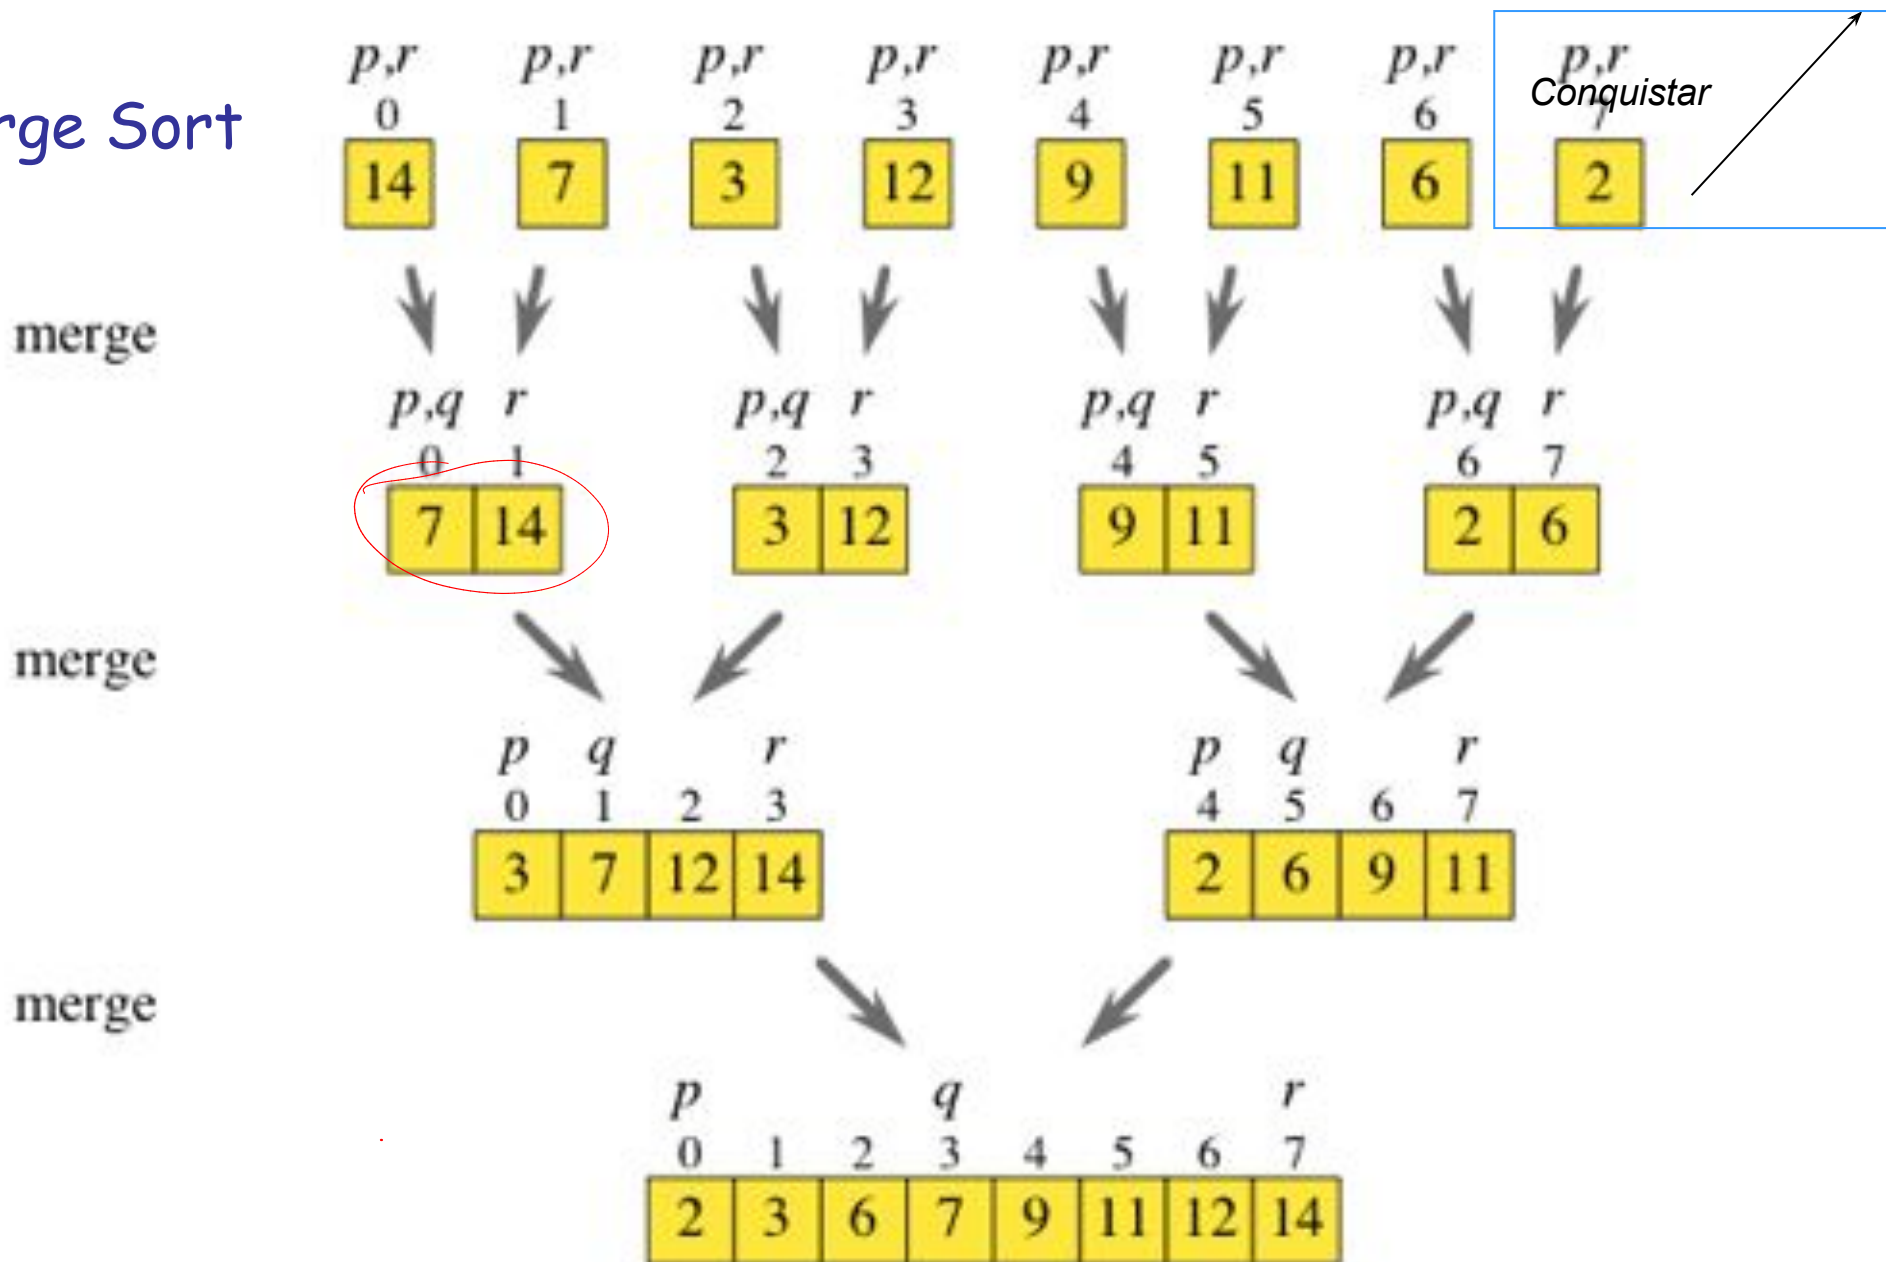 p,r p,r p,r p,r p,r p,r p,r p,r
Conquistar
0 1 2 3 4 5 6 7
rge Sort
14 7 3 12 9 11 6 2
merge
p,q r p,q r p,q r p,q r
0 1 2 3 4 5 6 7
7 14 3 12 9 11 2 6
merge
p q r p q r
0 1 2 3 4 5 6 7
3 7 12 14 2 6 9 11
merge
p q r
0 1 2 3 4 5 6 7
2 3 6 7 9 11 12 14